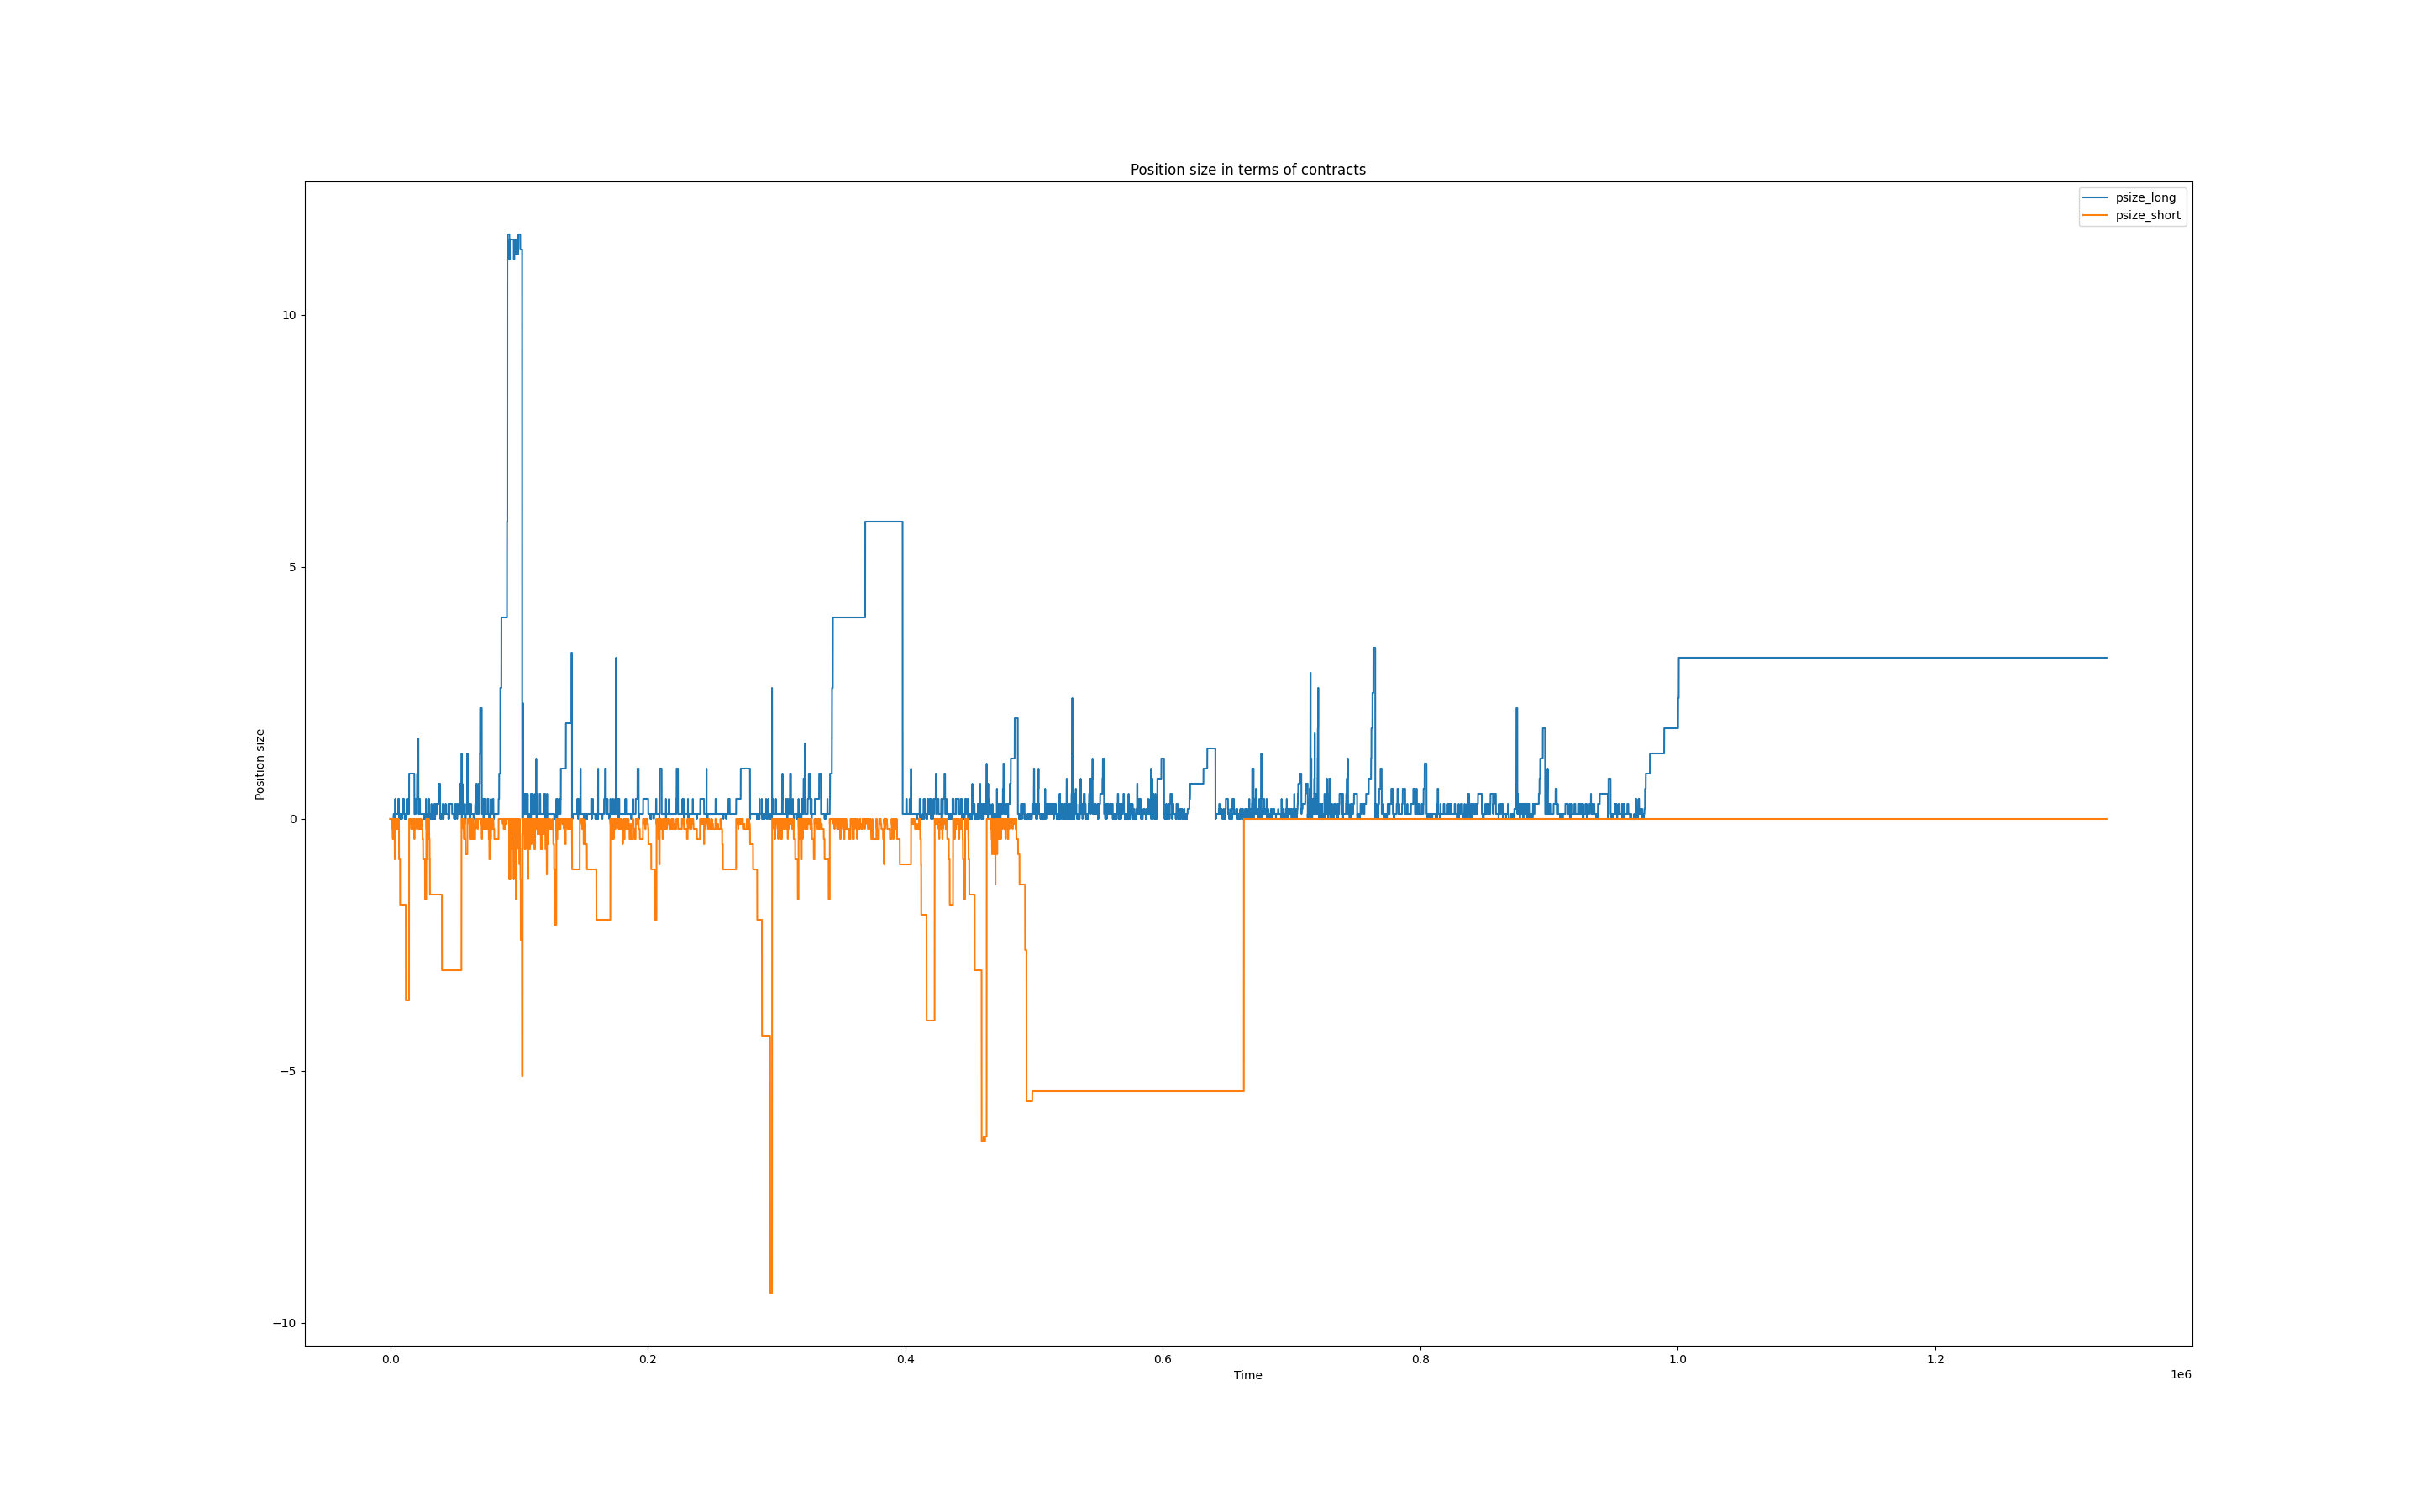 Position size in terms of contracts
psize_long
psize_short
Position size
10
5
0
−5
−10
0.0
0.2
0.4
0.6
0.8
1.0
1.2
Time
1e6